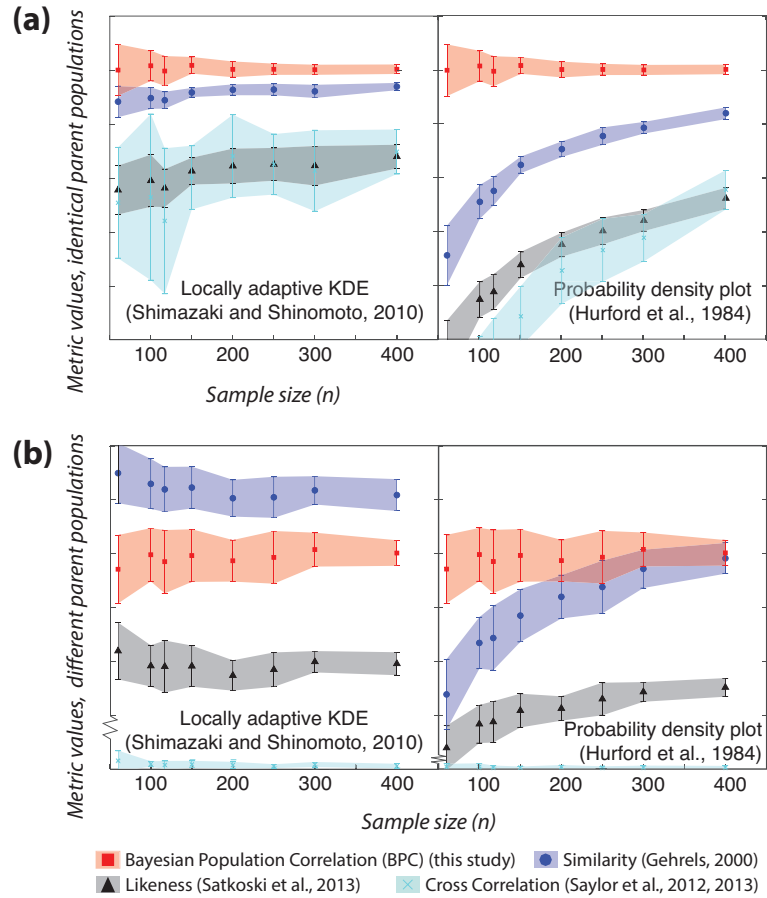 (a)
Metric values, identical parent populations
Locally adaptive KDE
(Shimazaki and Shinomoto, 2010)
Probability density plot
(Hurford et al., 1984)
100 200 300 400 100 200 300 400
Sample size (n)
(b)
Metric values, different parent populations
Locally adaptive KDE
(Shimazaki and Shinomoto, 2010)
Probability density plot
(Hurford et al., 1984)
100 200 300 400 100 200 300 400
Sample size (n)
Bayesian Population Correlation (BPC) (this study) Similarity (Gehrels, 2000)
Likeness (Satkoski et al., 2013) Cross Correlation (Saylor et al., 2012, 2013)